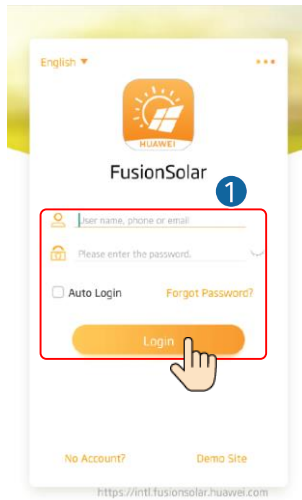 English
HUAWEI
FusionSolar
1
User name, phone or email
Please enter the password.
Auto Login Forgot Password?
Login
No Account? Demo Site
https://intl.fusionsolar.huawei.com